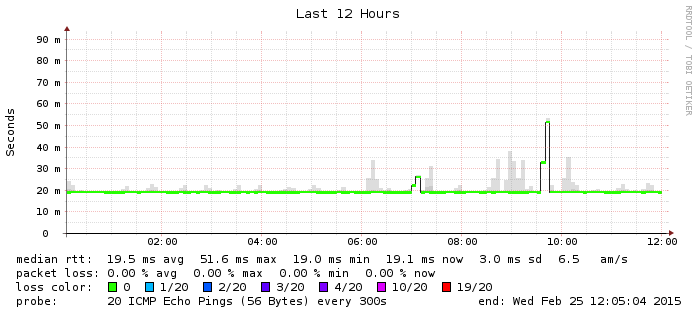 Last 12 Hours
RRDTOOL / TOBI OETIKER
Seconds
90 m
80 m
70 m
60 m
50 m
40 m
30 m
20 m
10 m
0
02:00 04:00 06:00 08:00 10:00 12:00
median rtt: 19.5 ms avg 51.6 ms max 19.0 ms min 19.1 ms now 3.0 ms sd 6.5 am/s
packet loss: 0.00 % avg 0.00 % max 0.00 % min 0.00 % now
loss color: 0 1/20 2/20 3/20 4/20 10/20 19/20
probe: 20 ICMP Echo Pings (56 Bytes) every 300s end: Wed Feb 25 12:05:04 2015